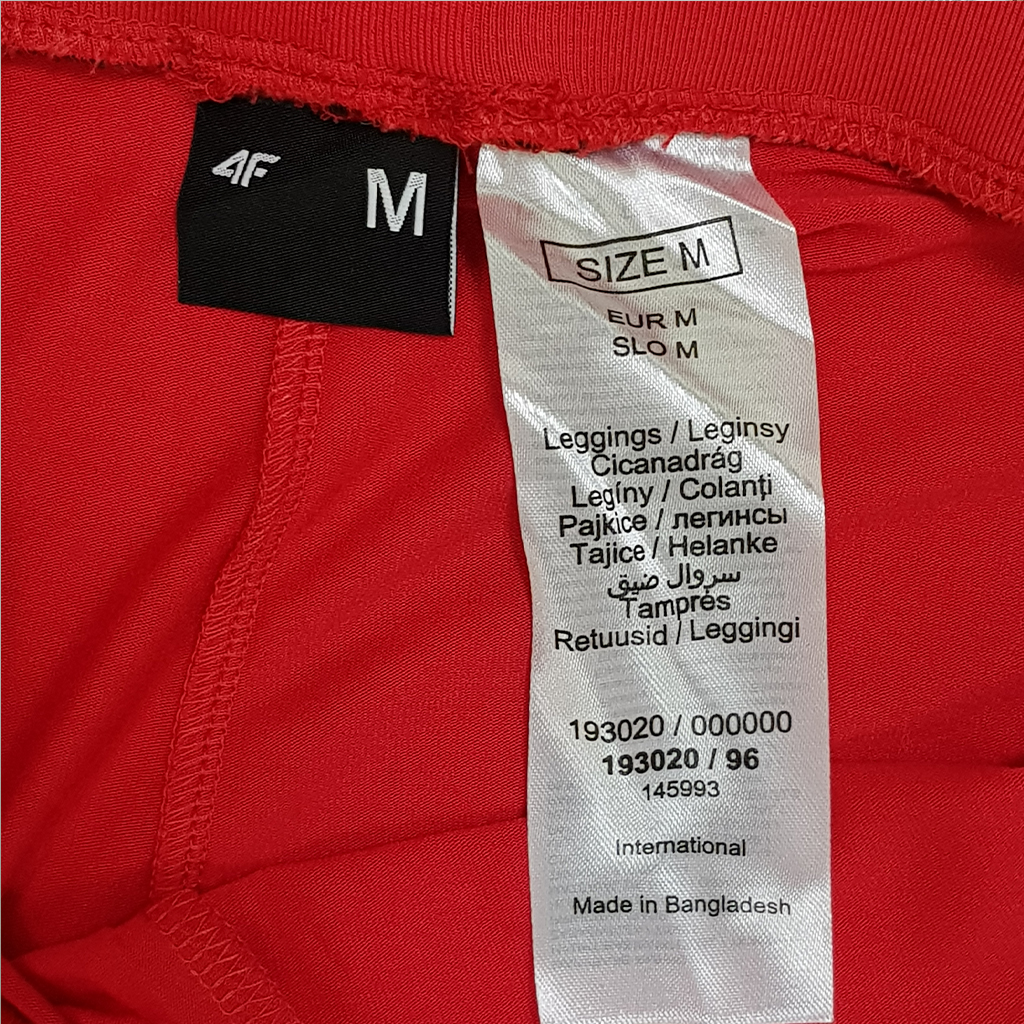 4F
M
SIZE M
EUR M
SLO M
Leggings / Leginsy
Cicanadrág
Legíny / Colanți
Pajkice / легинсы
Tajice / Helanke
سروال ضيق
Tamprės
Retuusid / Leggingi
193020 / 000000
193020 / 96
145993
International
Made in Bangladesh